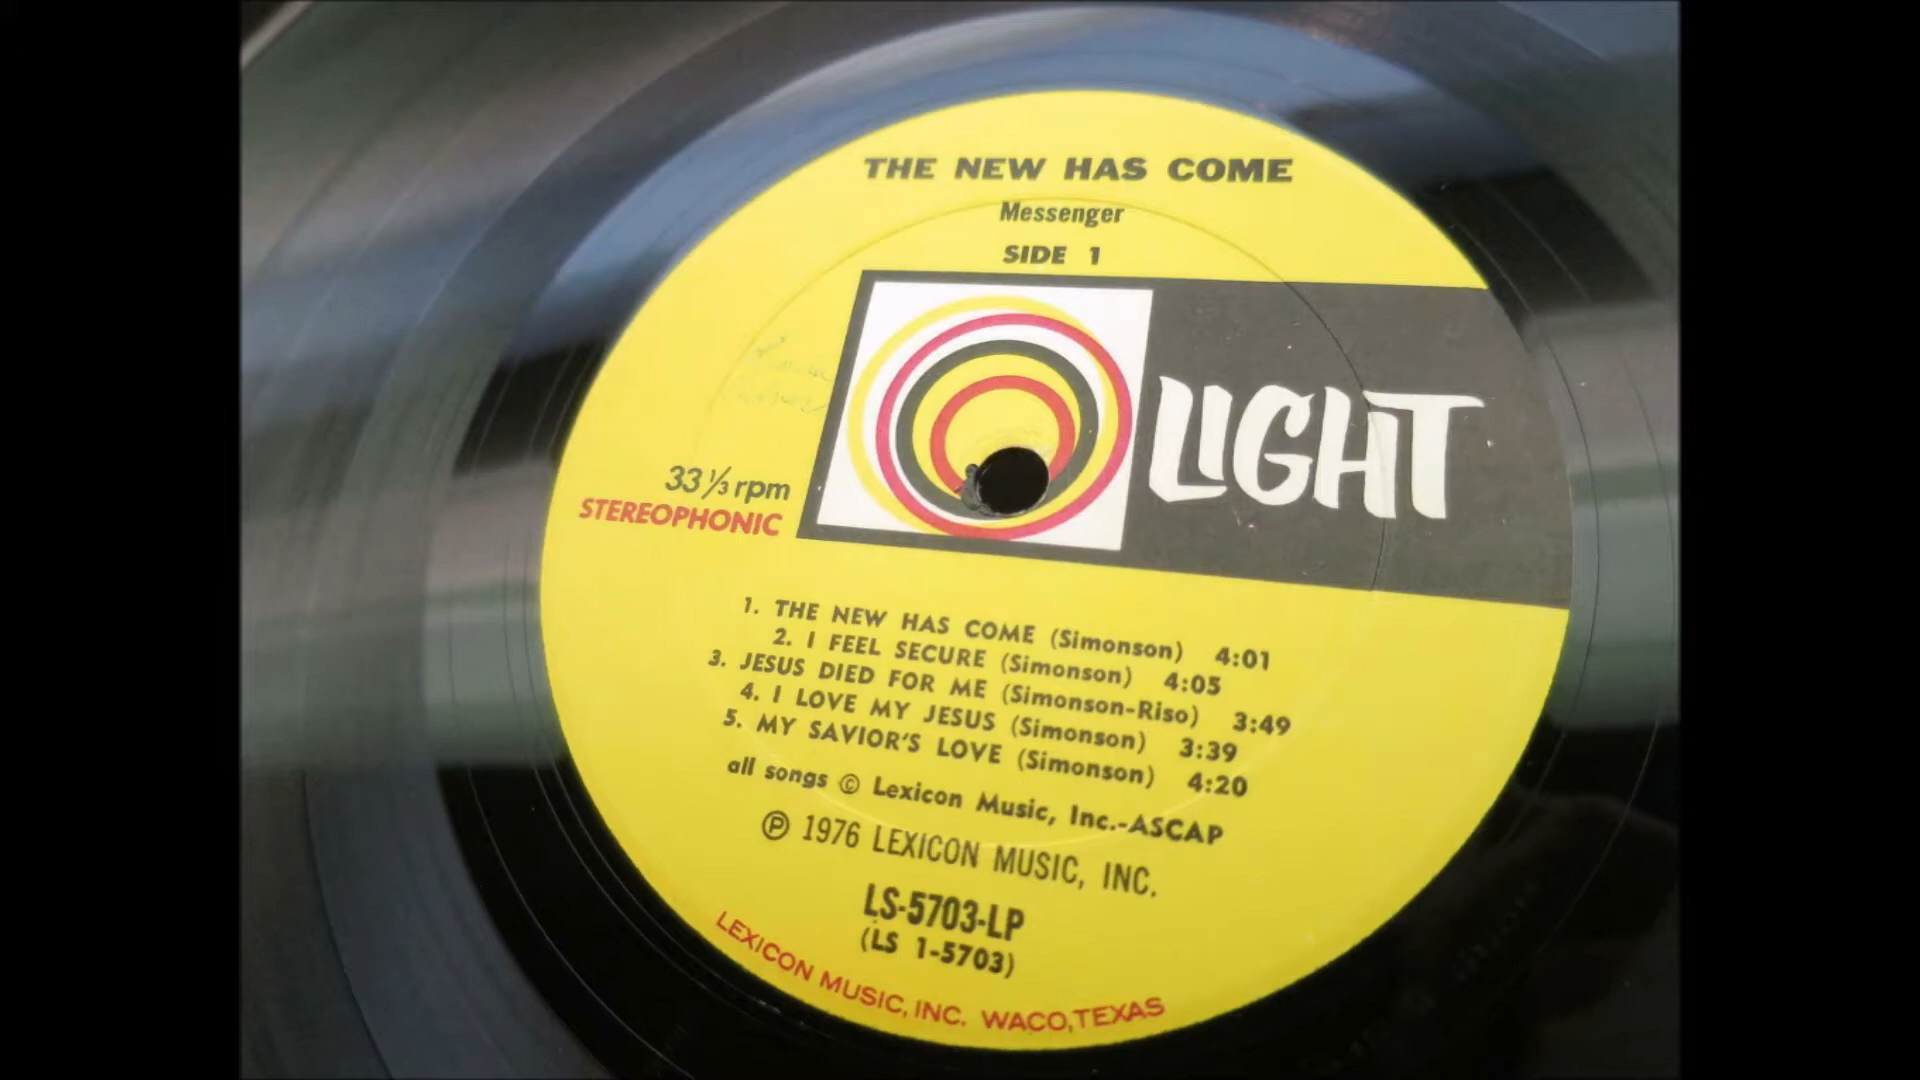 THE NEW HAS COME
Messenger
SIDE 1
LIGHT
33⅓ rpm
STEREOPHONIC
1. THE NEW HAS COME (Simonson) 4:01
2. I FEEL SECURE (Simonson) 4:05
3. JESUS DIED FOR ME (Simonson-Riso) 3:49
4. I LOVE MY JESUS (Simonson) 3:39
5. MY SAVIOR'S LOVE (Simonson) 4:20
all songs © Lexicon Music, Inc.-ASCAP
℗ 1976 LEXICON MUSIC, INC.
LS-5703-LP
(LS 1-5703)
LEXICON MUSIC, INC. WACO, TEXAS